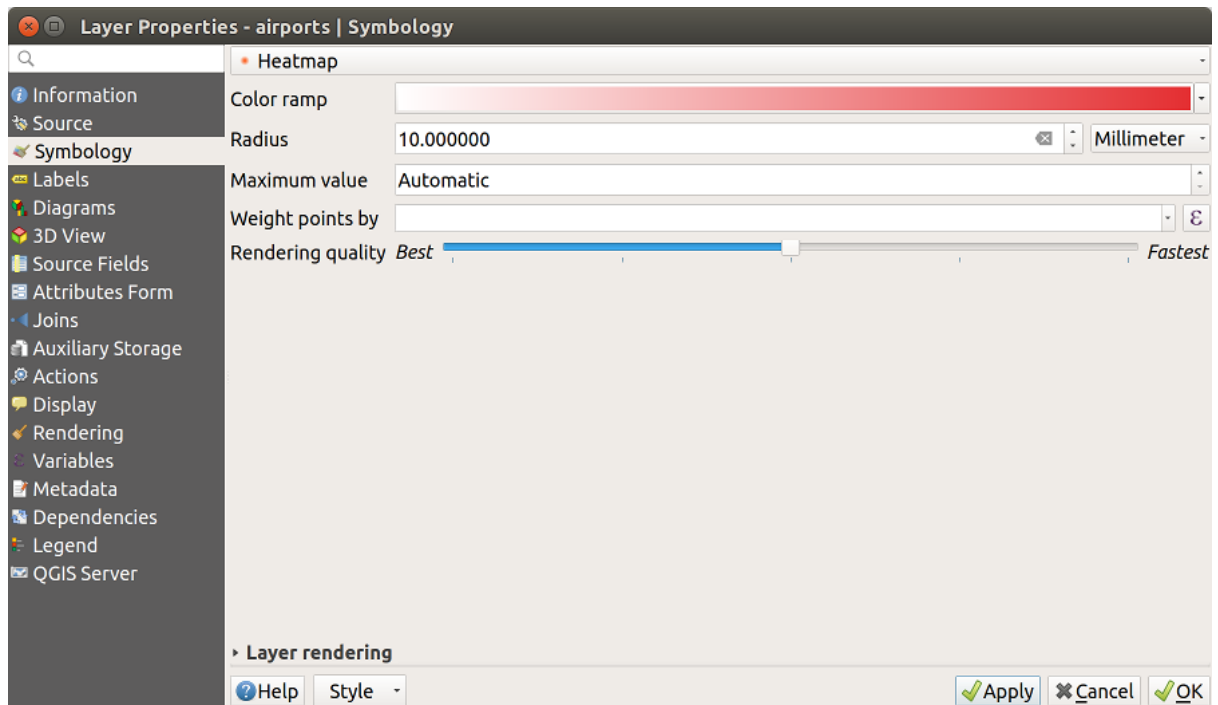 Layer Properties - airports | Symbology
Information
Source
Symbology
Labels
Diagrams
3D View
Source Fields
Attributes Form
Joins
Auxiliary Storage
Actions
Display
Rendering
Variables
Metadata
Dependencies
Legend
QGIS Server
Heatmap
Color ramp
Radius 10.000000 Millimeter
Maximum value Automatic
Weight points by ε
Rendering quality Best Fastest
Layer rendering
Help Style Apply Cancel OK